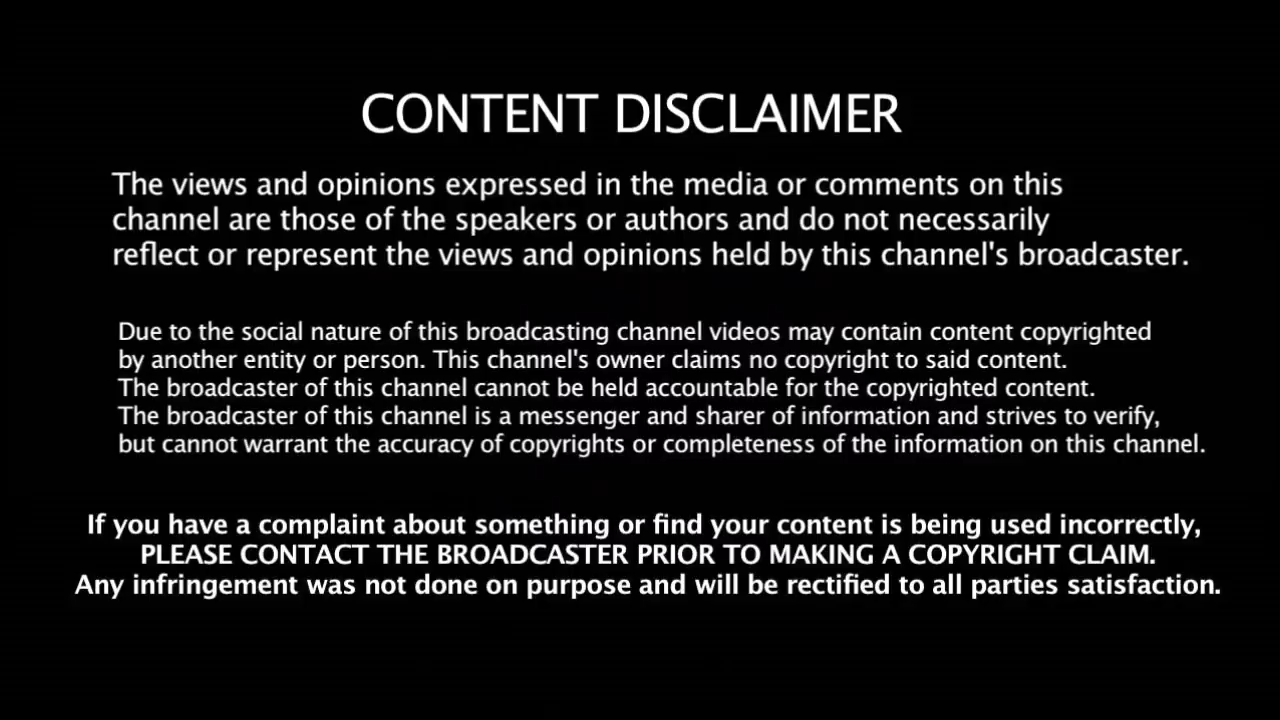 CONTENT DISCLAIMER
The views and opinions expressed in the media or comments on this
channel are those of the speakers or authors and do not necessarily
reflect or represent the views and opinions held by this channel's broadcaster.
Due to the social nature of this broadcasting channel videos may contain content copyrighted
by another entity or person. This channel's owner claims no copyright to said content.
The broadcaster of this channel cannot be held accountable for the copyrighted content.
The broadcaster of this channel is a messenger and sharer of information and strives to verify,
but cannot warrant the accuracy of copyrights or completeness of the information on this channel.
If you have a complaint about something or find your content is being used incorrectly,
PLEASE CONTACT THE BROADCASTER PRIOR TO MAKING A COPYRIGHT CLAIM.
Any infringement was not done on purpose and will be rectified to all parties satisfaction.